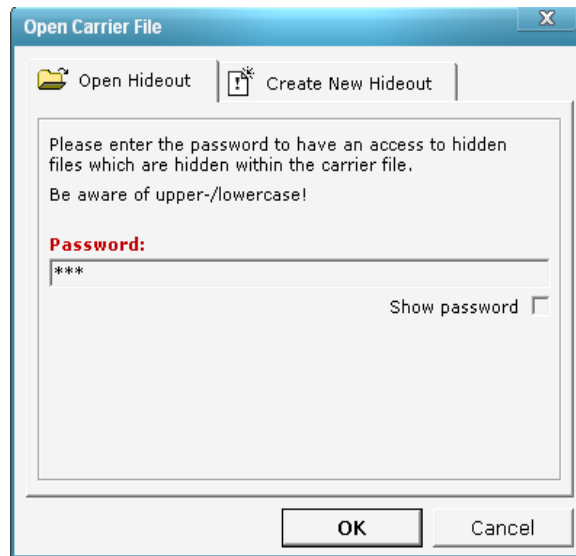 Open Carrier File
X
Open Hideout
Create New Hideout
Please enter the password to have an access to hidden
files which are hidden within the carrier file.
Be aware of upper-/lowercase!
Password:
***
Show password
OK
Cancel